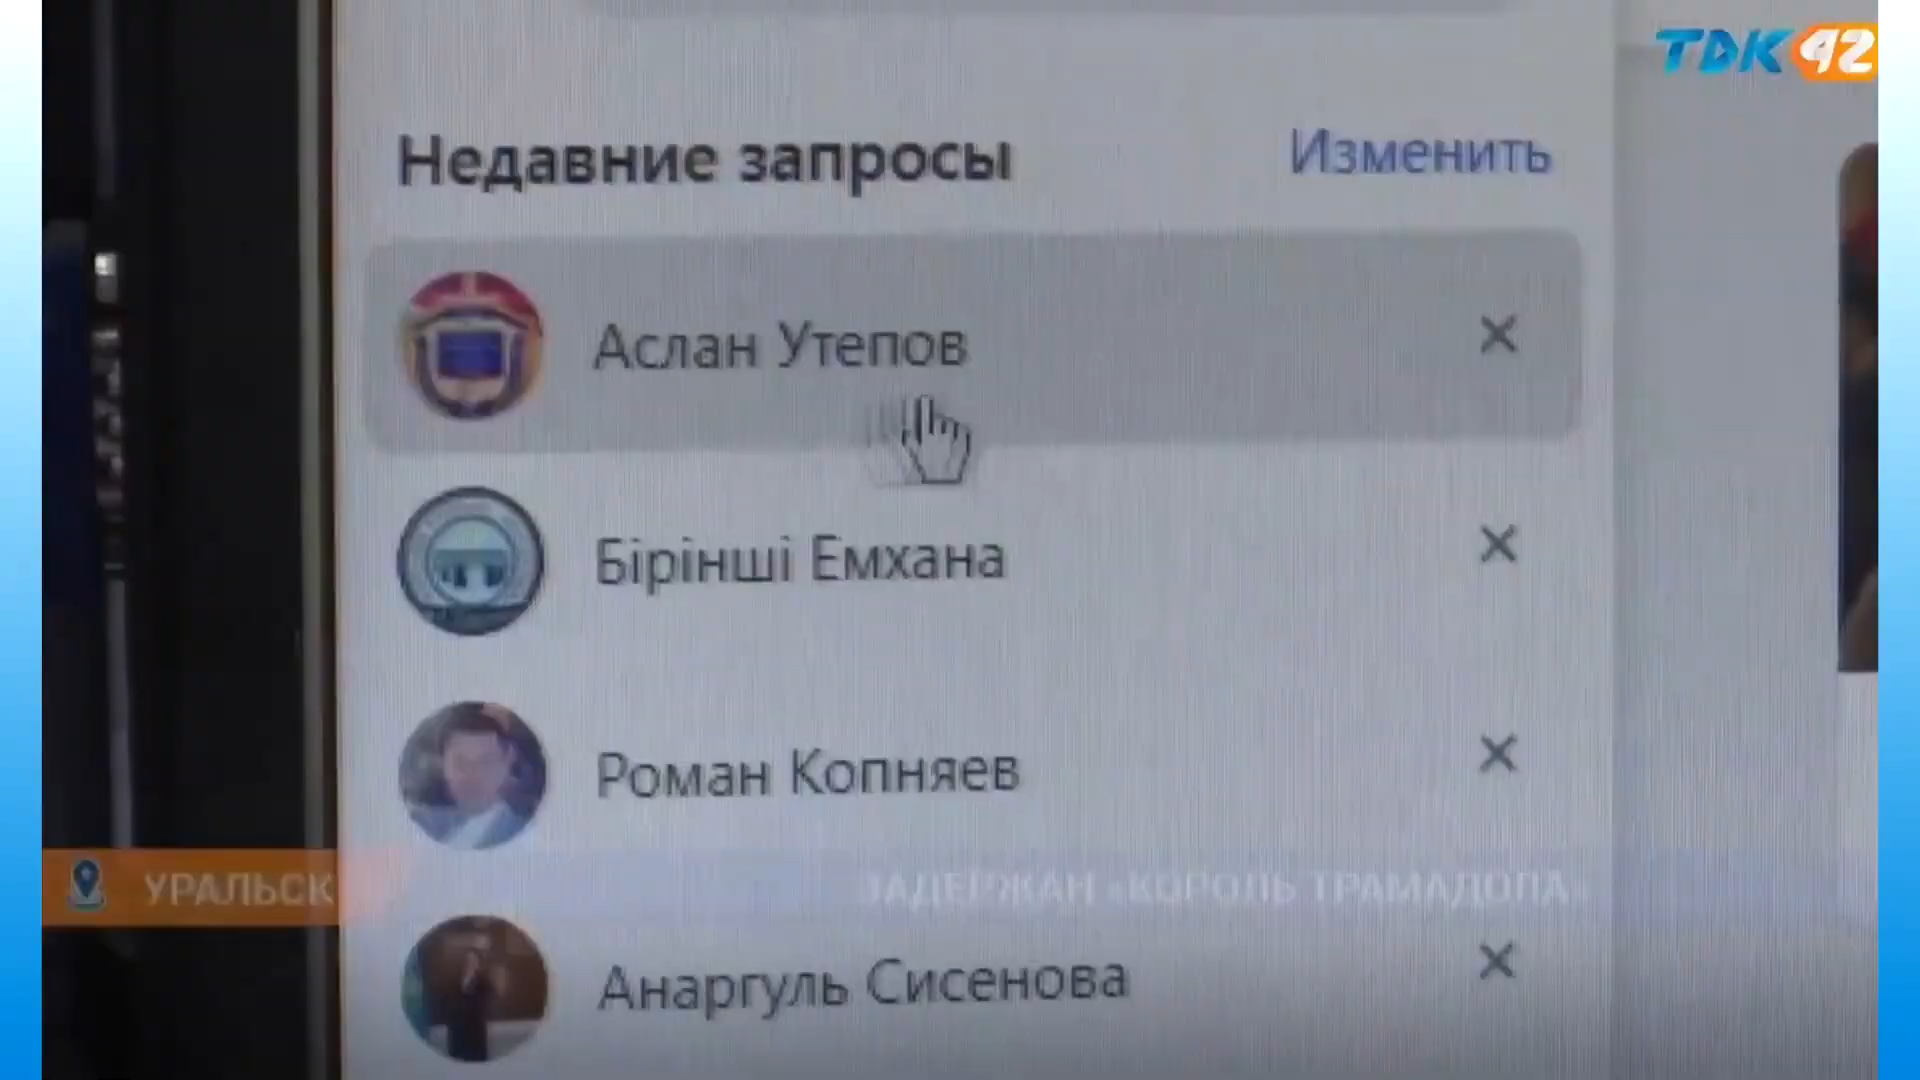 ТДК 42
Недавние запросы
Изменить
Аслан Утепов
Бірінші Емхана
Роман Копняев
УРАЛЬСК
ЗАДЕРЖАН «КОРОЛЬ ТРАМАДОЛА»
Анаргуль Сисенова